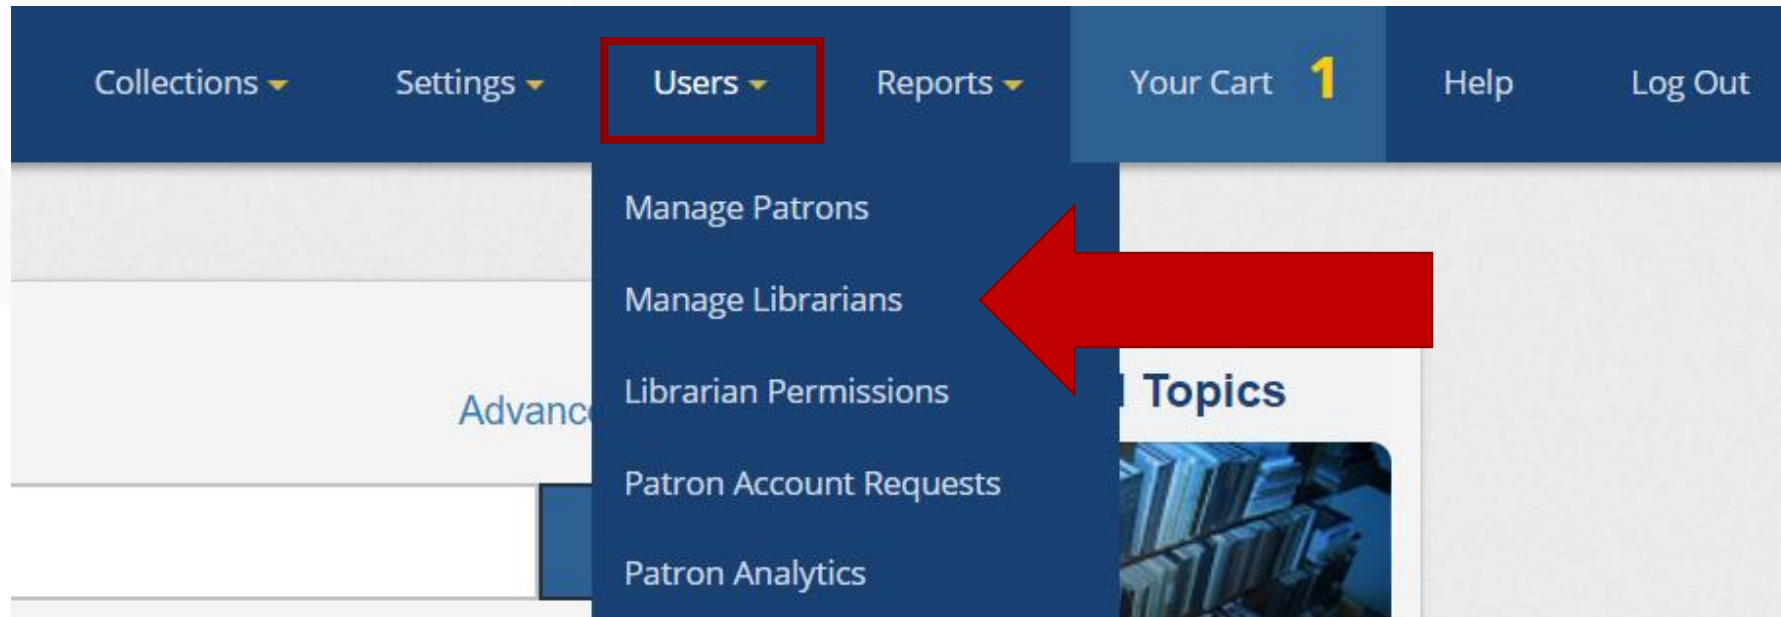 Collections Settings Users Reports Your Cart 1 Help Log Out
Manage Patrons
Manage Librarians
Librarian Permissions
Patron Account Requests
Patron Analytics
Topics